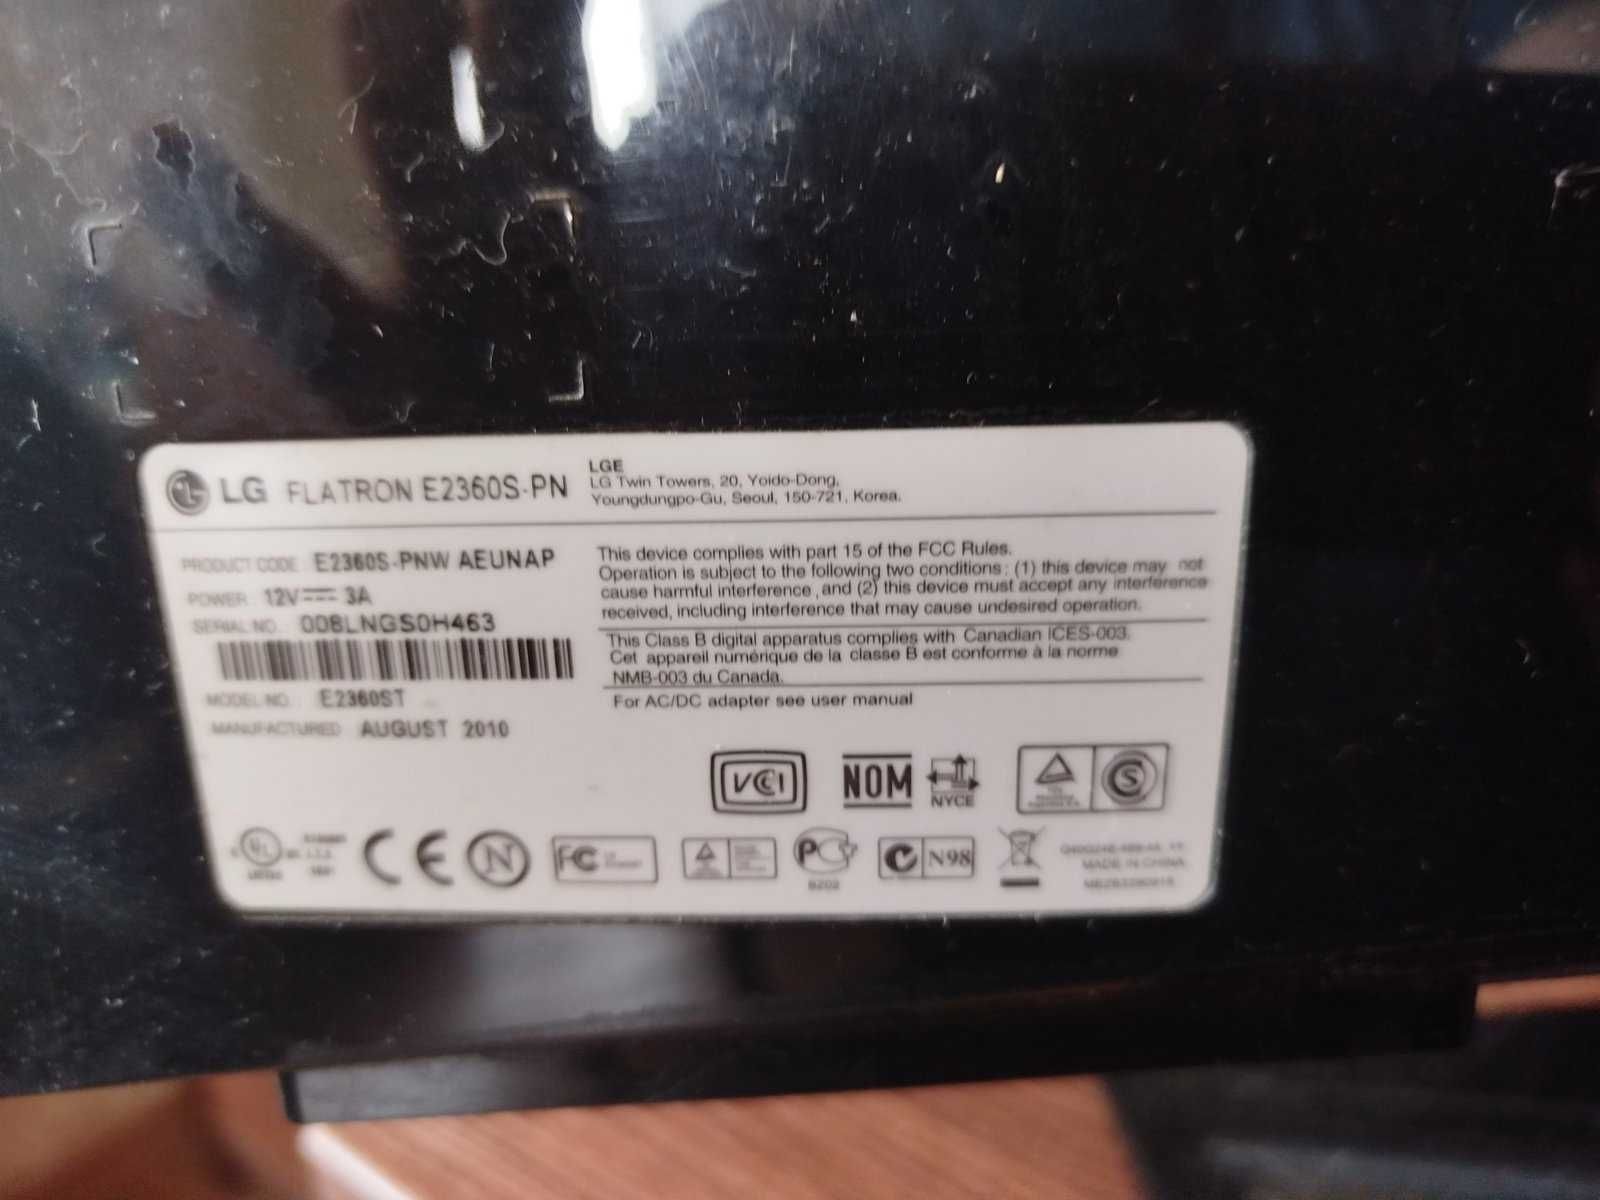 LG FLATRON E2360S-PN
LGE
LG Twin Towers, 20, Yoido-Dong,
Youngdungpo-Gu, Seoul, 150-721, Korea.
PRODUCT CODE : E2360S-PNW AEUNAP
POWER : 12V 3A
SERIAL NO. : 008LNGS0H463
MODEL NO. : E2360ST
MANUFACTURED AUGUST 2010
This device complies with part 15 of the FCC Rules.
Operation is subject to the following two conditions : (1) this device may not
cause harmful interference , and (2) this device must accept any interference
received, including interference that may cause undesired operation.
This Class B digital apparatus complies with Canadian ICES-003.
Cet appareil numérique de la classe B est conforme à la norme
NMB-003 du Canada.
For AC/DC adapter see user manual
VCI
NOM
NYCE
S
UL
CE
N
FC
PC
N98
MADE IN CHINA